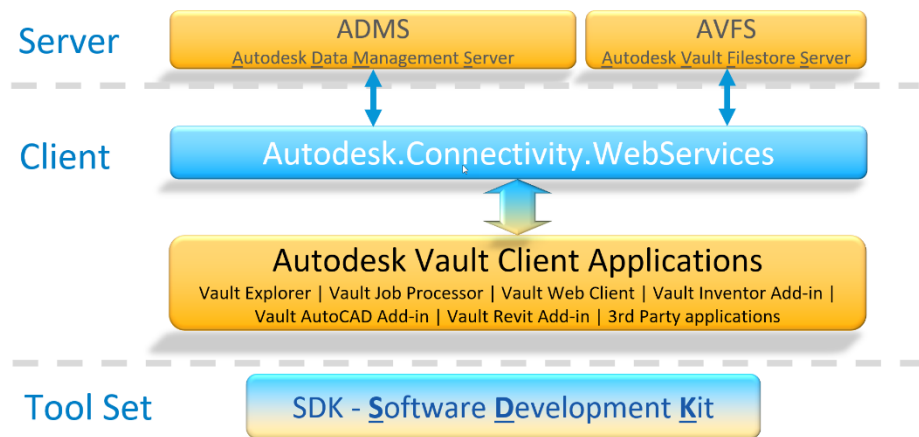 Server
ADMS
Autodesk Data Management Server
AVFS
Autodesk Vault Filestore Server
Client
Autodesk.Connectivity.WebServices
Autodesk Vault Client Applications
Vault Explorer | Vault Job Processor | Vault Web Client | Vault Inventor Add-in |
Vault AutoCAD Add-in | Vault Revit Add-in | 3rd Party applications
Tool Set
SDK - Software Development Kit